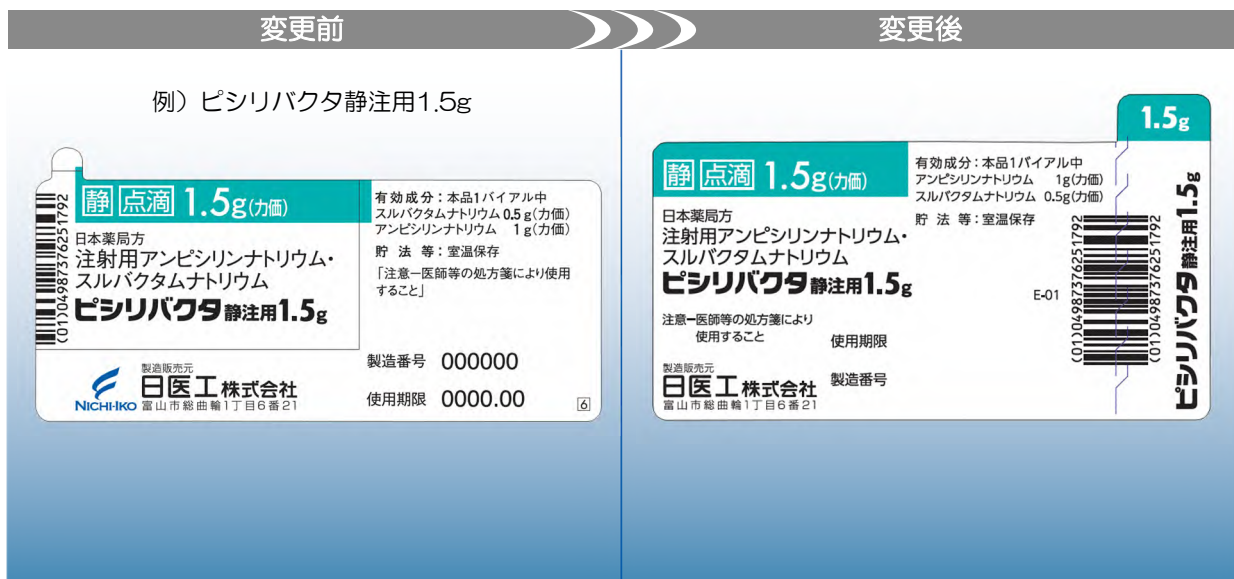 変更前
変更後
例）ピシリバクタ静注用1.5g
静 点滴 1.5g(力価)
日本薬局方
注射用アンピシリンナトリウム・
スルバクタムナトリウム
ピシリバクタ静注用1.5g
(01)04987376251792
製造販売元
日医工株式会社
富山市総曲輪1丁目6番21
NICHI-IKO
有効成分：本品1バイアル中
スルバクタムナトリウム 0.5g(力価)
アンピシリンナトリウム 1g(力価)
貯法等：室温保存
「注意ー医師等の処方箋により使用
すること」
製造番号 000000
使用期限 0000.00
6
1.5g
静 点滴 1.5g(力価)
日本薬局方
注射用アンピシリンナトリウム・
スルバクタムナトリウム
ピシリバクタ静注用1.5g
注意ー医師等の処方箋により
使用すること
製造販売元
日医工株式会社
富山市総曲輪1丁目6番21
使用期限
製造番号
有効成分：本品1バイアル中
アンピシリンナトリウム 1g(力価)
スルバクタムナトリウム 0.5g(力価)
貯法等：室温保存
E-01
(01)04987376251792
(01)04987376251792
ピシリバクタ静注用1.5g